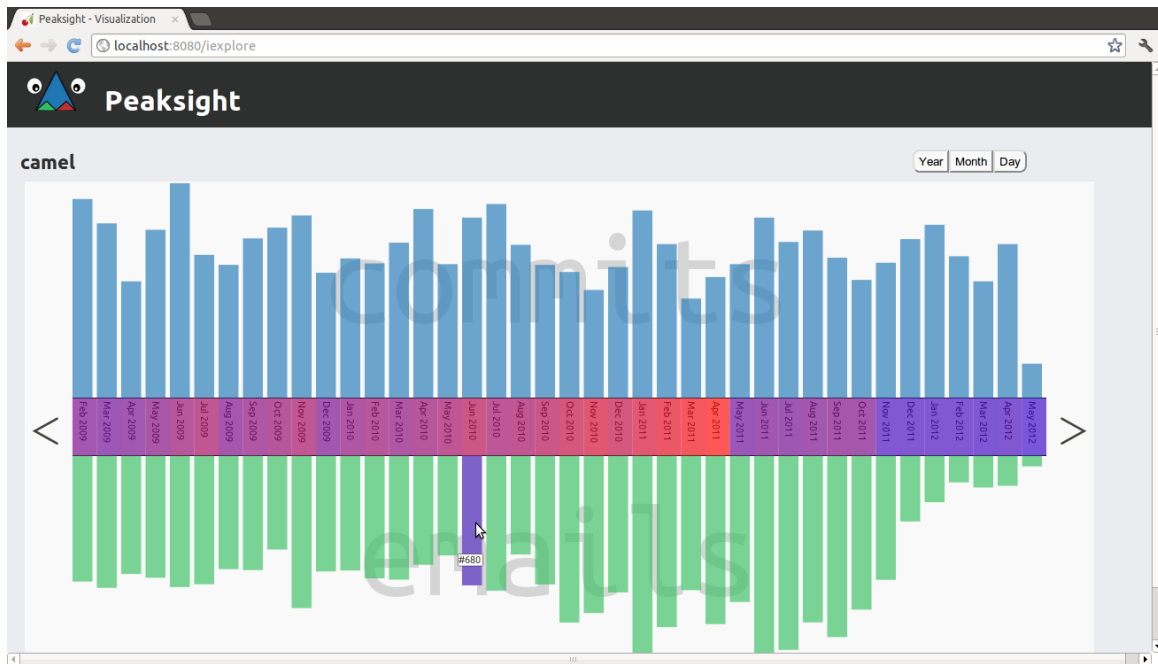 Peaksight - Visualization
localhost:8080/iexplore
Peaksight
camel
Year Month Day
commits
Feb 2009
Mar 2009
Apr 2009
May 2009
Jun 2009
Jul 2009
Aug 2009
Sep 2009
Oct 2009
Nov 2009
Dec 2009
Jan 2010
Feb 2010
Mar 2010
Apr 2010
May 2010
Jun 2010
Jul 2010
Aug 2010
Sep 2010
Oct 2010
Nov 2010
Dec 2010
Jan 2011
Feb 2011
Mar 2011
Apr 2011
May 2011
Jun 2011
Jul 2011
Aug 2011
Sep 2011
Oct 2011
Nov 2011
Dec 2011
Jan 2012
Feb 2012
Mar 2012
Apr 2012
May 2012
emails
#680